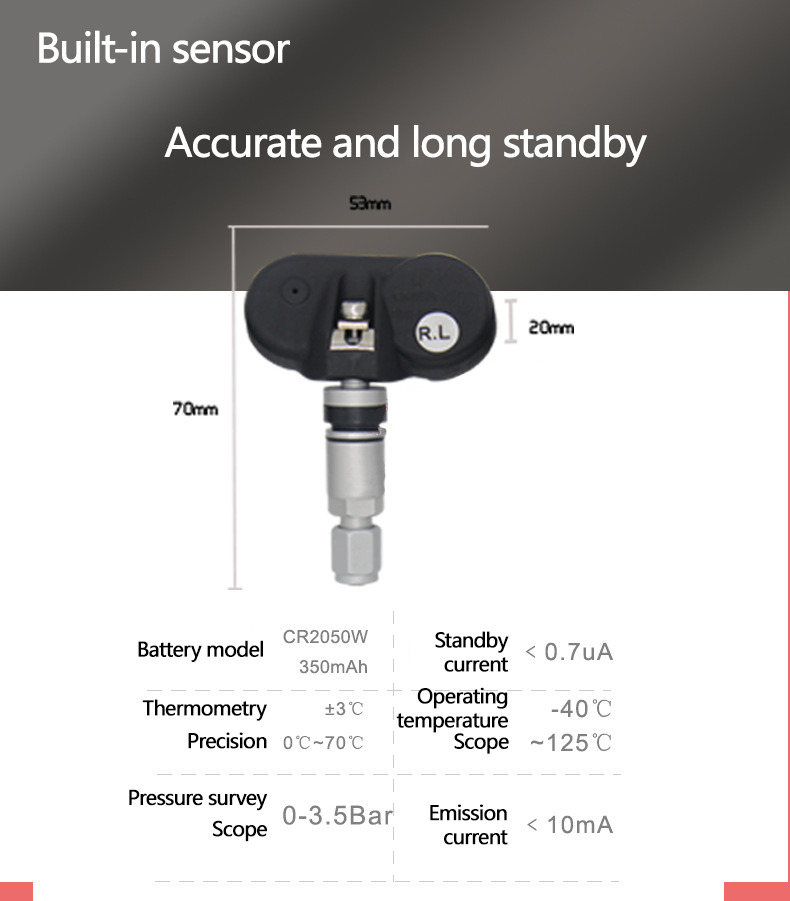 Built-in sensor
Accurate and long standby
53mm
R.L
20mm
70mm
Battery model
CR2050W
350mAh
Standby
current
< 0.7uA
Thermometry
±3℃
Precision
0℃~70℃
Operating
temperature
Scope
-40℃
~125℃
Pressure survey
Scope
0-3.5Bar
Emission
current
< 10mA